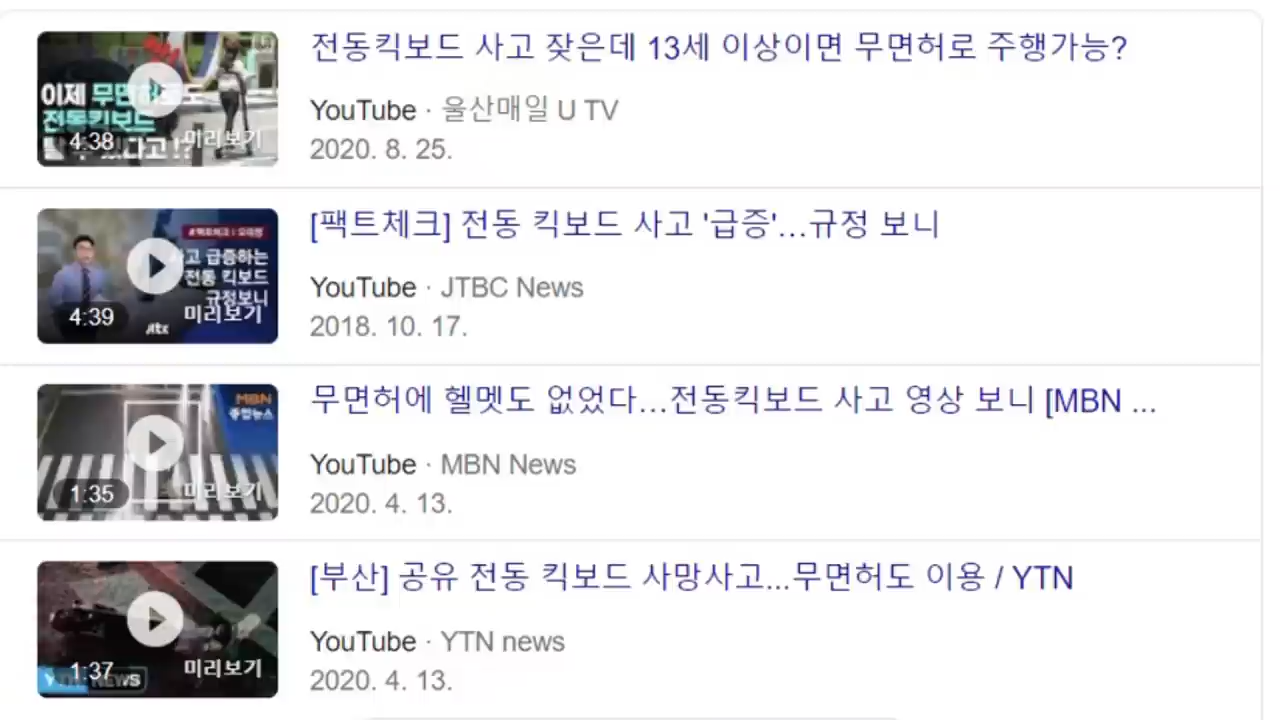 전동킥보드 사고 잦은데 13세 이상이면 무면허로 주행가능?
이제 무면허
전동킥보드
4:38
미리보기
YouTube · 울산매일 U TV
2020. 8. 25.
[팩트체크] 전동 킥보드 사고 '급증'...규정 보니
사고 급증하는
전동 킥보드
규정보니
4:39
미리보기
YouTube · JTBC News
2018. 10. 17.
무면허에 헬멧도 없었다...전동킥보드 사고 영상 보니 [MBN ...
MBN
종합뉴스
1:35
미리보기
YouTube · MBN News
2020. 4. 13.
[부산] 공유 전동 킥보드 사망사고...무면허도 이용 / YTN
1:37
미리보기
NEWS
YouTube · YTN news
2020. 4. 13.